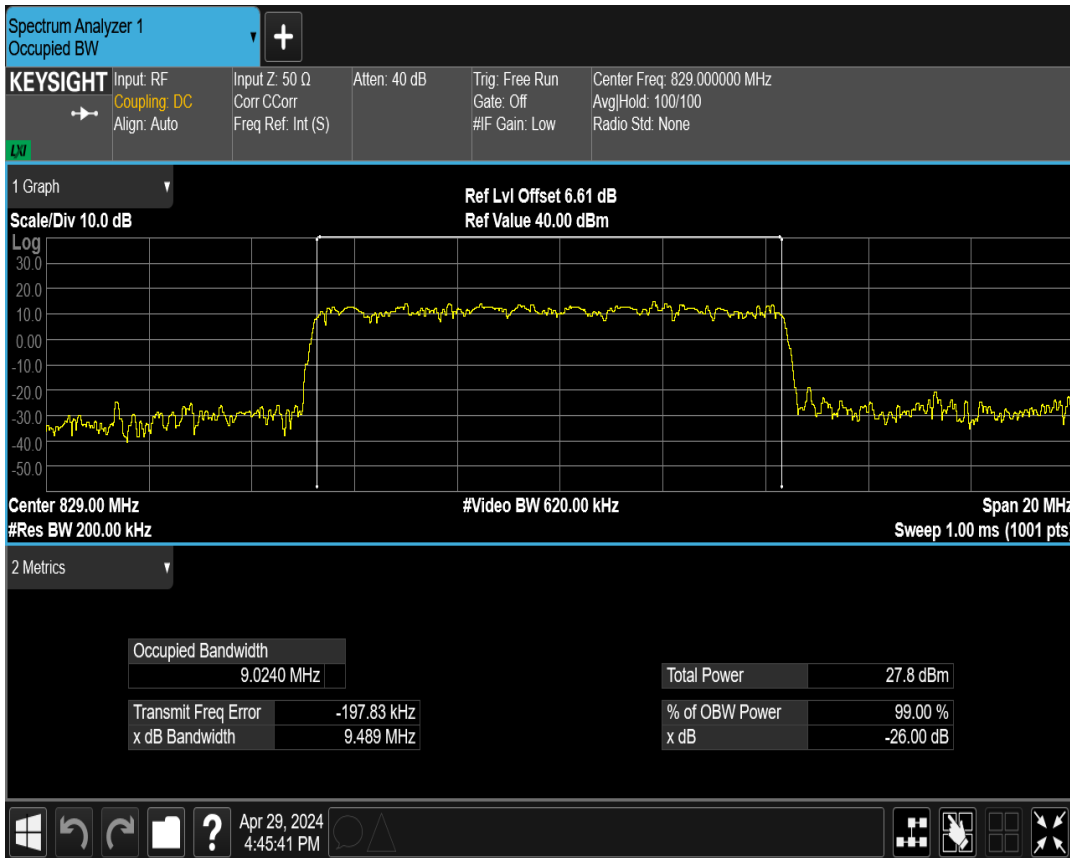 Spectrum Analyzer 1
Occupied BW
+
KEYSIGHT
LXI
Input: RF
Coupling: DC
Align: Auto
Input Z: 50 Ω
Corr CCorr
Freq Ref: Int (S)
Atten: 40 dB
Trig: Free Run
Gate: Off
#IF Gain: Low
Center Freq: 829.000000 MHz
Avg|Hold: 100/100
Radio Std: None
1 Graph
Ref Lvl Offset 6.61 dB
Scale/Div 10.0 dB
Ref Value 40.00 dBm
Log
30.0
20.0
10.0
0.00
-10.0
-20.0
-30.0
-40.0
-50.0
Center 829.00 MHz
#Video BW 620.00 kHz
Span 20 MHz
#Res BW 200.00 kHz
Sweep 1.00 ms (1001 pts)
2 Metrics
Occupied Bandwidth
9.0240 MHz
Total Power 27.8 dBm
Transmit Freq Error -197.83 kHz
% of OBW Power 99.00 %
x dB Bandwidth 9.489 MHz
x dB -26.00 dB
?
Apr 29, 2024
4:45:41 PM